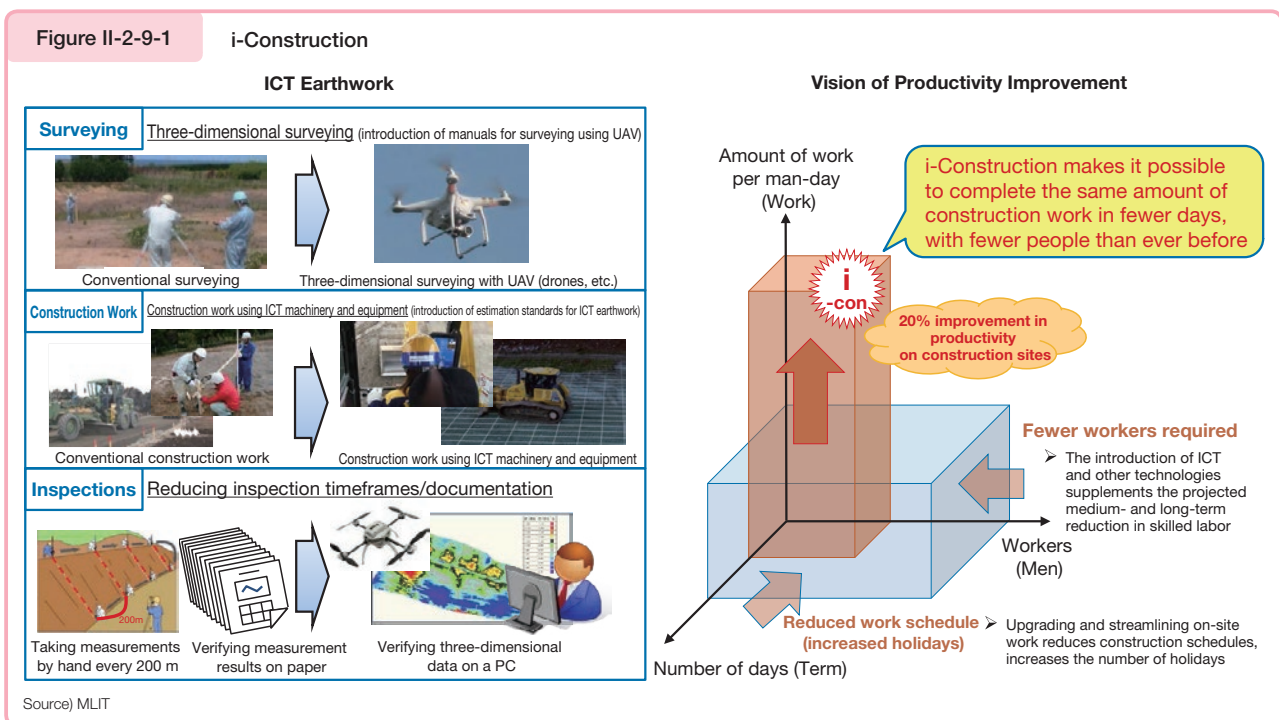 Figure II-2-9-1
i-Construction
ICT Earthwork
Surveying
Three-dimensional surveying (introduction of manuals for surveying using UAV)
Conventional surveying
Three-dimensional surveying with UAV (drones, etc.)
Construction Work
Construction work using ICT machinery and equipment (introduction of estimation standards for ICT earthwork)
Conventional construction work
Construction work using ICT machinery and equipment
Inspections
Reducing inspection timeframes/documentation
200m
Taking measurements
by hand every 200 m
Verifying measurement
results on paper
Verifying three-dimensional
data on a PC
Vision of Productivity Improvement
Amount of work
per man-day
(Work)
i-Construction makes it possible
to complete the same amount of
construction work in fewer days,
with fewer people than ever before
i
-con
20% improvement in
productivity
on construction sites
Fewer workers required
➢ The introduction of ICT
and other technologies
supplements the projected
medium- and long-term
reduction in skilled labor
Workers
(Men)
Reduced work schedule
(increased holidays)
➢ Upgrading and streamlining on-site
work reduces construction schedules,
increases the number of holidays
Number of days (Term)
Source) MLIT